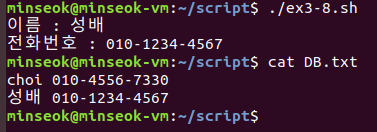 minseok@minseok-vm:~/script$ ./ex3-8.sh
이름 : 성배
전화번호 : 010-1234-4567
minseok@minseok-vm:~/script$ cat DB.txt
choi 010-4556-7330
성배 010-1234-4567
minseok@minseok-vm:~/script$